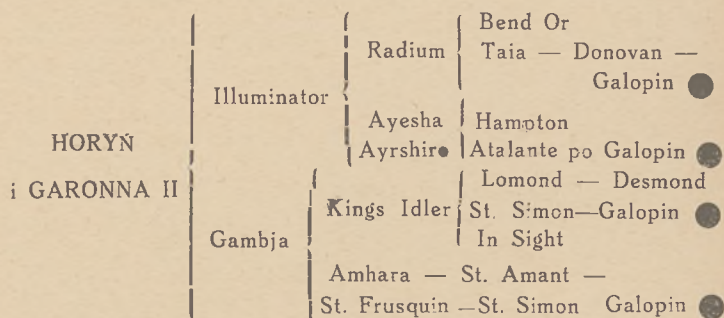 HORYŃ
i GARONNA II
Illuminator
Gambja
Radium
Ayesha
Ayrshire
Kings Idler
Amhara — St. Amant —
St. Frusquin — St. Simon Galopin
Bend Or
Taia — Donovan —
Galopin
Hampton
Atalante po Galopin
Lomond — Desmond
St. Simon—Galopin
In Sight